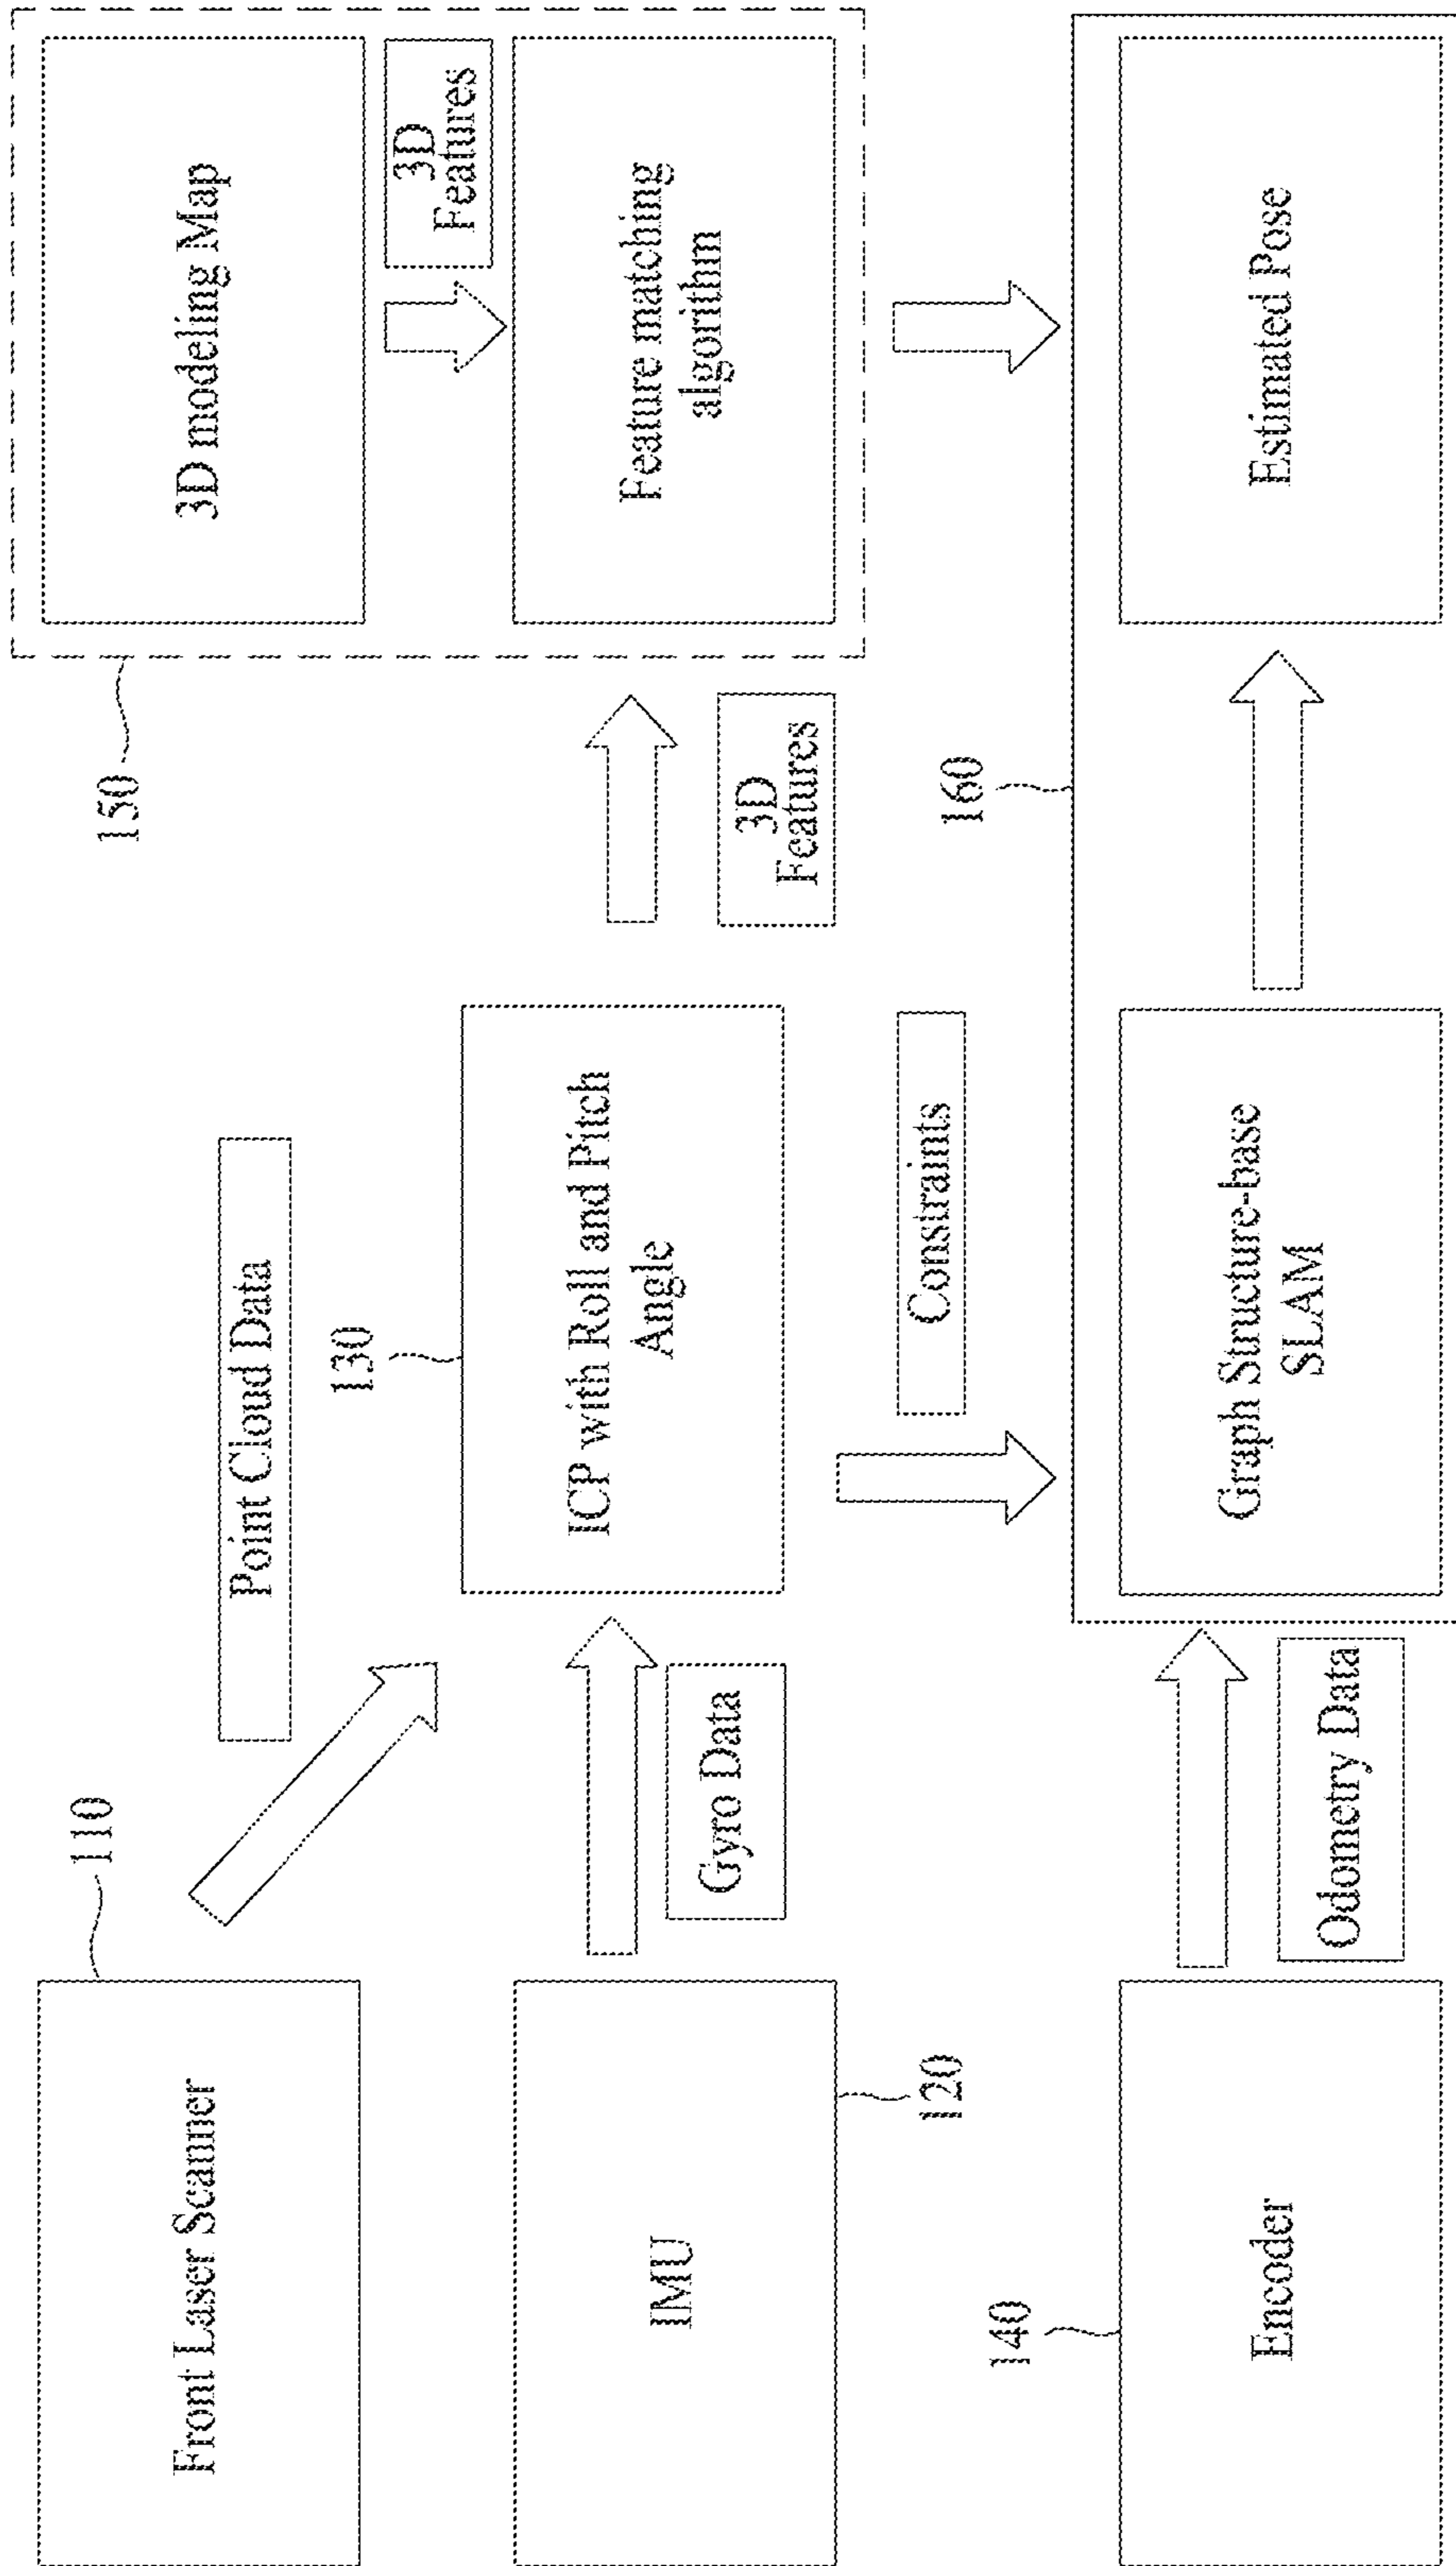 Front Laser Scanner
110
Point Cloud Data
150
3D modeling Map
3D
Features
130
IMU
120
Gyro Data
ICP with Roll and Pitch
Angle
3D
Features
Feature matching
algorithm
Constraints
160
140
Encoder
Odometry Data
Graph Structure-base
SLAM
Estimated Pose